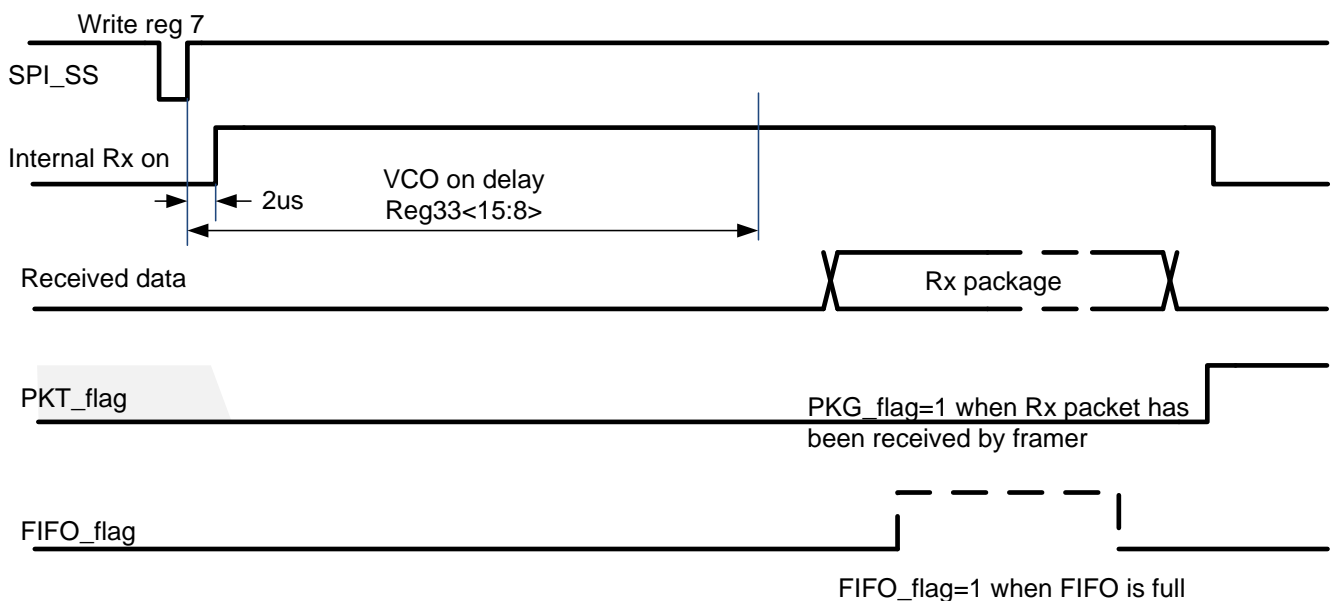 Write reg 7
SPI_SS
Internal Rx on
2us
VCO on delay
Reg33<15:8>
Received data
Rx package
PKT_flag
PKG_flag=1 when Rx packet has
been received by framer
FIFO_flag
FIFO_flag=1 when FIFO is full